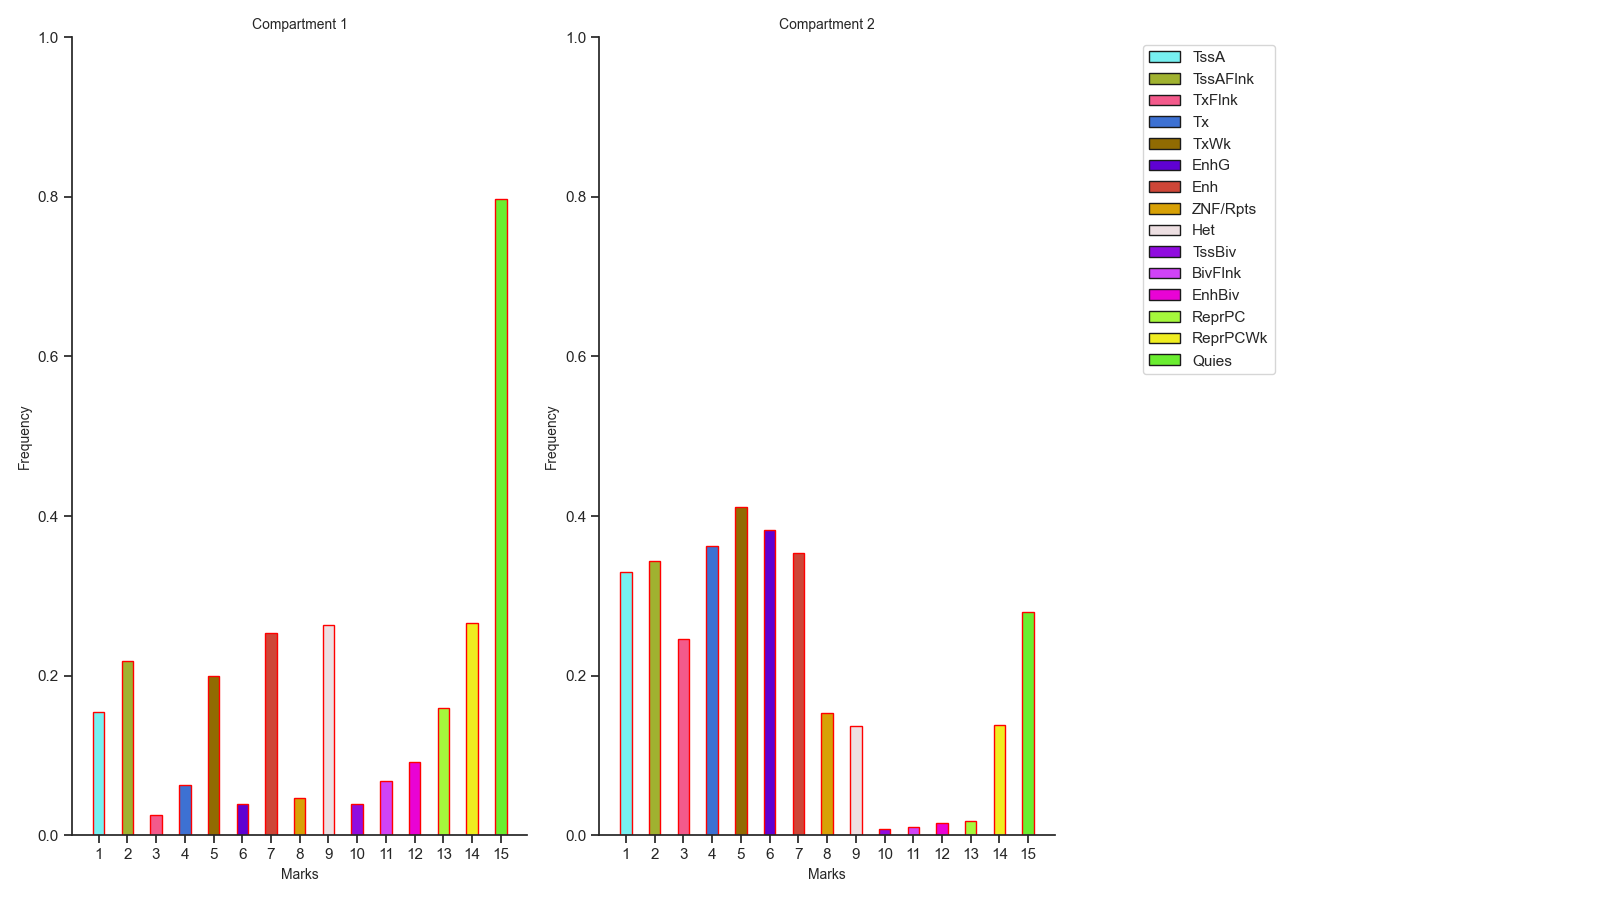 Compartment 1
1.0
0.8
0.6
0.4
0.2
0.0
Frequency
1 2 3 4 5 6 7 8 9 10 11 12 13 14 15
Marks
Compartment 2
1.0
0.8
0.6
0.4
0.2
0.0
Frequency
1 2 3 4 5 6 7 8 9 10 11 12 13 14 15
Marks
TssA
TssAFlnk
TxFlnk
Tx
TxWk
EnhG
Enh
ZNF/Rpts
Het
TssBiv
BivFlnk
EnhBiv
ReprPC
ReprPCWk
Quies